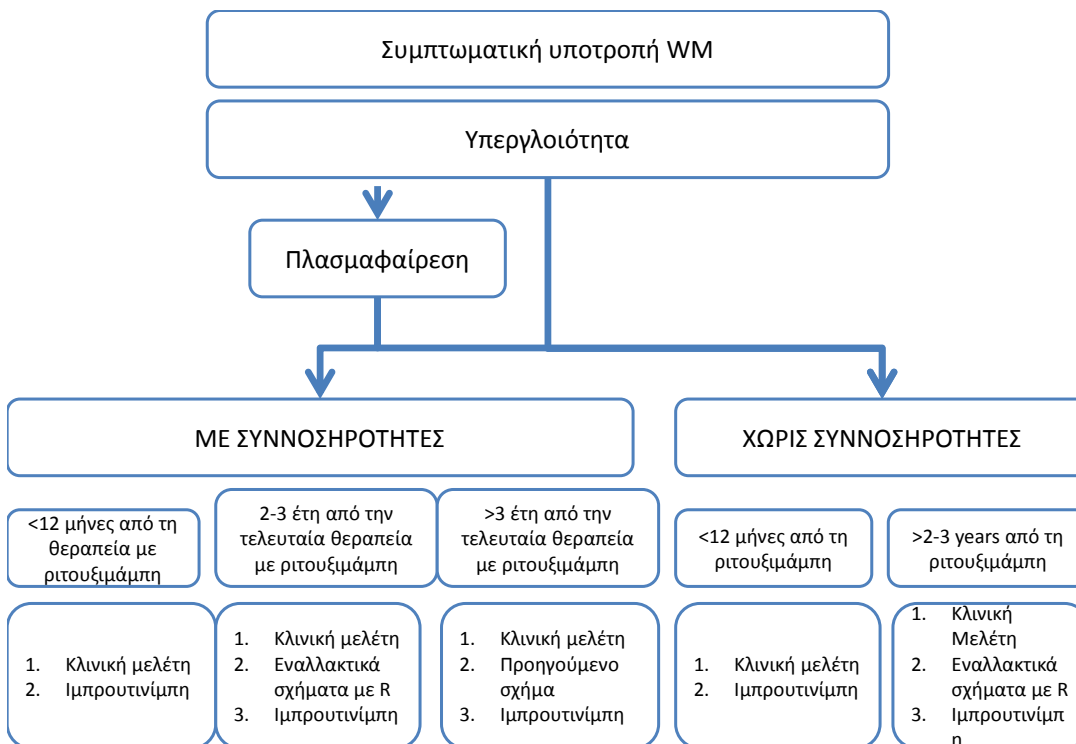 Συμπτωματική υποτροπή WM
Υπεργλοιότητα
Πλασμαφαίρεση
ΜΕ ΣΥΝΝΟΣΗΡΟΤΗΤΕΣ
ΧΩΡΙΣ ΣΥΝΝΟΣΗΡΟΤΗΤΕΣ
<12 μήνες από τη
θεραπεία με
ριτουξιμάμπη
2-3 έτη από την
τελευταία θεραπεία
με ριτουξιμάμπη
>3 έτη από την
τελευταία θεραπεία
με ριτουξιμάμπη
<12 μήνες από τη
ριτουξιμάμπη
>2-3 years από τη
ριτουξιμάμπη
1. Κλινική μελέτη
2. Ιμπρουτινίμπη
1. Κλινική μελέτη
2. Εναλλακτικά
σχήματα με R
3. Ιμπρουτινίμπη
1. Κλινική μελέτη
2. Προηγούμενο
σχήμα
3. Ιμπρουτινίμπη
1. Κλινική μελέτη
2. Ιμπρουτινίμπη
1. Κλινική
Μελέτη
2. Εναλλακτικά
σχήματα με R
3. Ιμπρουτινίμπ
η